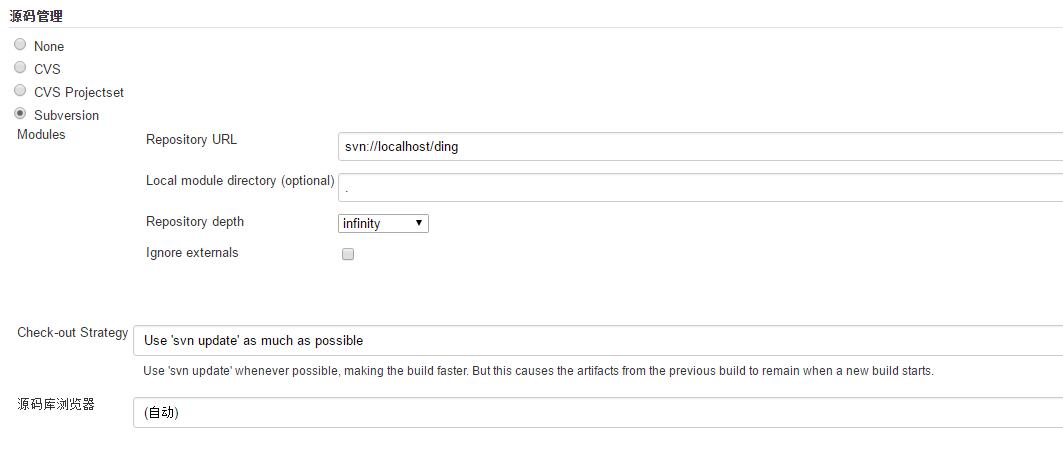 源码管理
None
CVS
CVS Projectset
Subversion
Modules
Repository URL
svn://localhost/ding
Local module directory (optional)
.
Repository depth
infinity
Ignore externals
Check-out Strategy
Use 'svn update' as much as possible
Use 'svn update' whenever possible, making the build faster. But this causes the artifacts from the previous build to remain when a new build starts.
源码库浏览器
(自动)